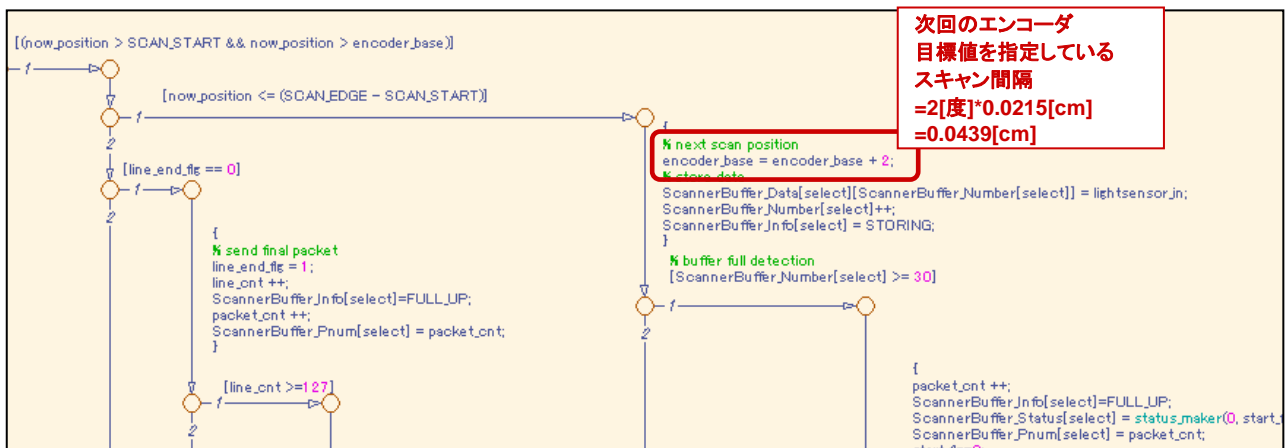 次回のエンコーダ
目標値を指定している
スキャン間隔
=2[度]*0.0215[cm]
=0.0439[cm]
[(now_position > SCAN_START && now_position > encoder_base)]
1
[now_position <= (SCAN_EDGE - SCAN_START)]
1
2
{
% next scan position
encoder_base = encoder_base + 2;
% store data
ScannerBuffer_Data[select][ScannerBuffer_Number[select]] = lightsensor_in;
ScannerBuffer_Number[select]++;
ScannerBuffer_Info[select] = STORING;
}
[line_end_flg == 0]
1
2
{
% send final packet
line_end_flg = 1;
line_cnt ++;
ScannerBuffer_Info[select]=FULL_UP;
packet_cnt ++;
ScannerBuffer_Pnum[select] = packet_cnt;
}
% buffer full detection
[ScannerBuffer_Number[select] >= 30]
1
2
[line_cnt >=127]
1
2
{
packet_cnt ++;
ScannerBuffer_Info[select]=FULL_UP;
ScannerBuffer_Status[select] = status_maker(0, start_
ScannerBuffer_Pnum[select] = packet_cnt;